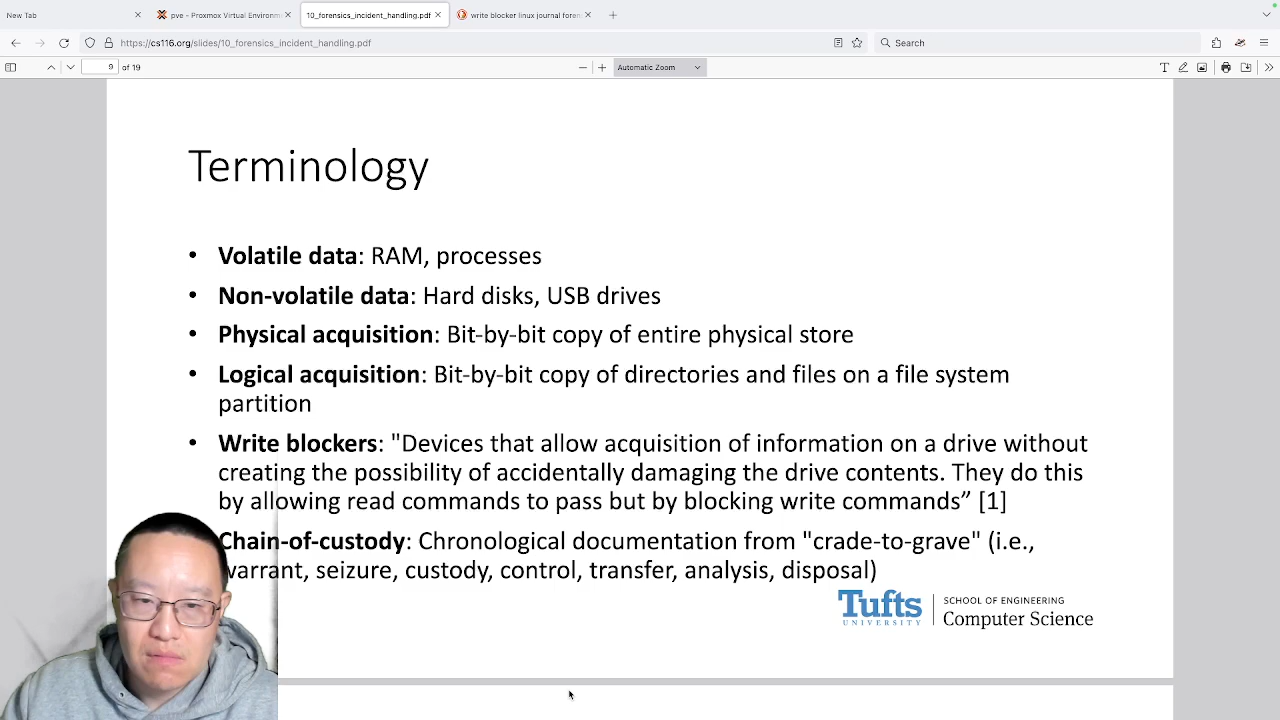 New Tab
pve - Proxmox Virtual Environ
10_forensics_incident_handling.pdf
write blocker linux journal fore
https://cs116.org/slides/10_forensics_incident_handling.pdf
Search
9 of 19
Automatic Zoom
Terminology
• Volatile data: RAM, processes
• Non-volatile data: Hard disks, USB drives
• Physical acquisition: Bit-by-bit copy of entire physical store
• Logical acquisition: Bit-by-bit copy of directories and files on a file system
partition
• Write blockers: "Devices that allow acquisition of information on a drive without
creating the possibility of accidentally damaging the drive contents. They do this
by allowing read commands to pass but by blocking write commands” [1]
Chain-of-custody: Chronological documentation from "crade-to-grave" (i.e.,
warrant, seizure, custody, control, transfer, analysis, disposal)
Tufts
UNIVERSITY
SCHOOL OF ENGINEERING
Computer Science